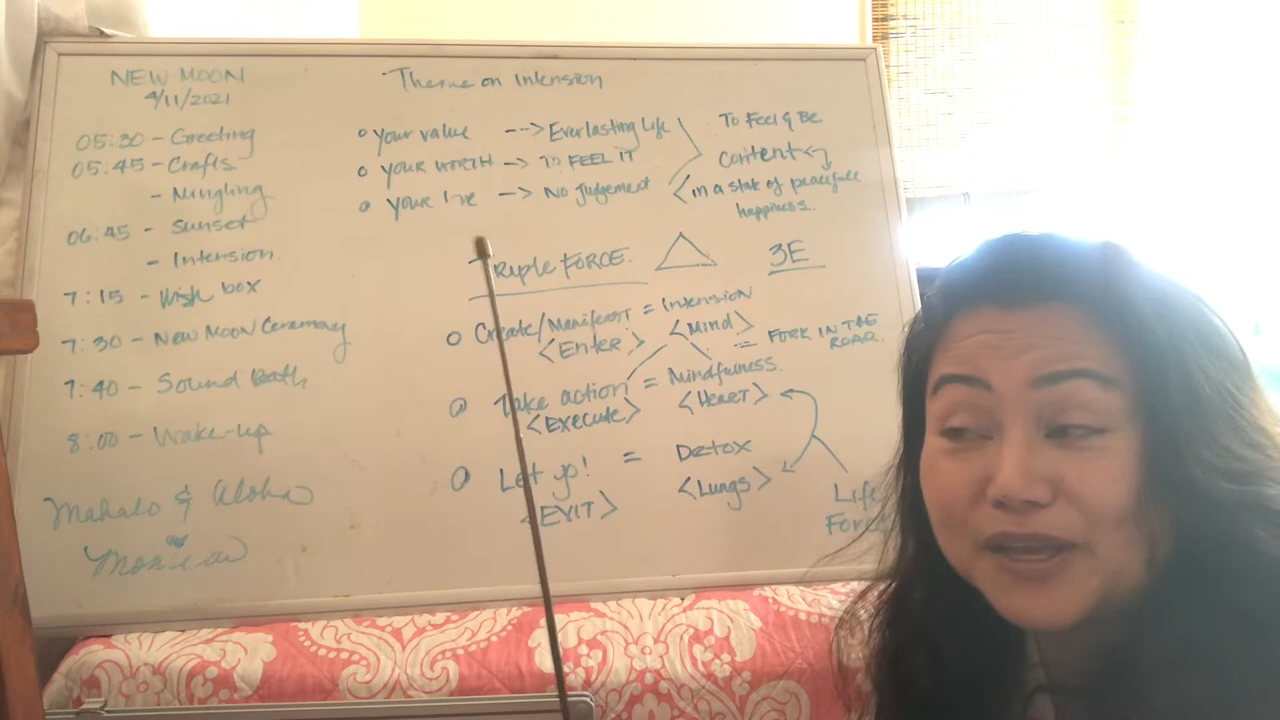 NEW MOON
4/11/2021
05:30 - Greeting
05:45 - Crafts
- Mingling
06:45 - Sunset
- Intension.
7:15 - Wish box
7:30 - New Moon Ceremony
7:40 - Sound Bath
8:00 - Wake-up
Mahalo & Aloha
Theme on Intension
Your value --> Everlasting Life
YOUR WORTH --> TO FEEL IT
YOUR --> NO Judgement
To Feel & Be
Content
in a state of peacefull
happiness.
Triple FORCE. 3E
Create/Manifest = Intension
<Enter> <Mind>
= FORK IN THE
ROAD.
Take action = Mindfulness.
<Execute> <HeART>
Let go! = Detox
<EXIT> <Lungs>
Life
Force